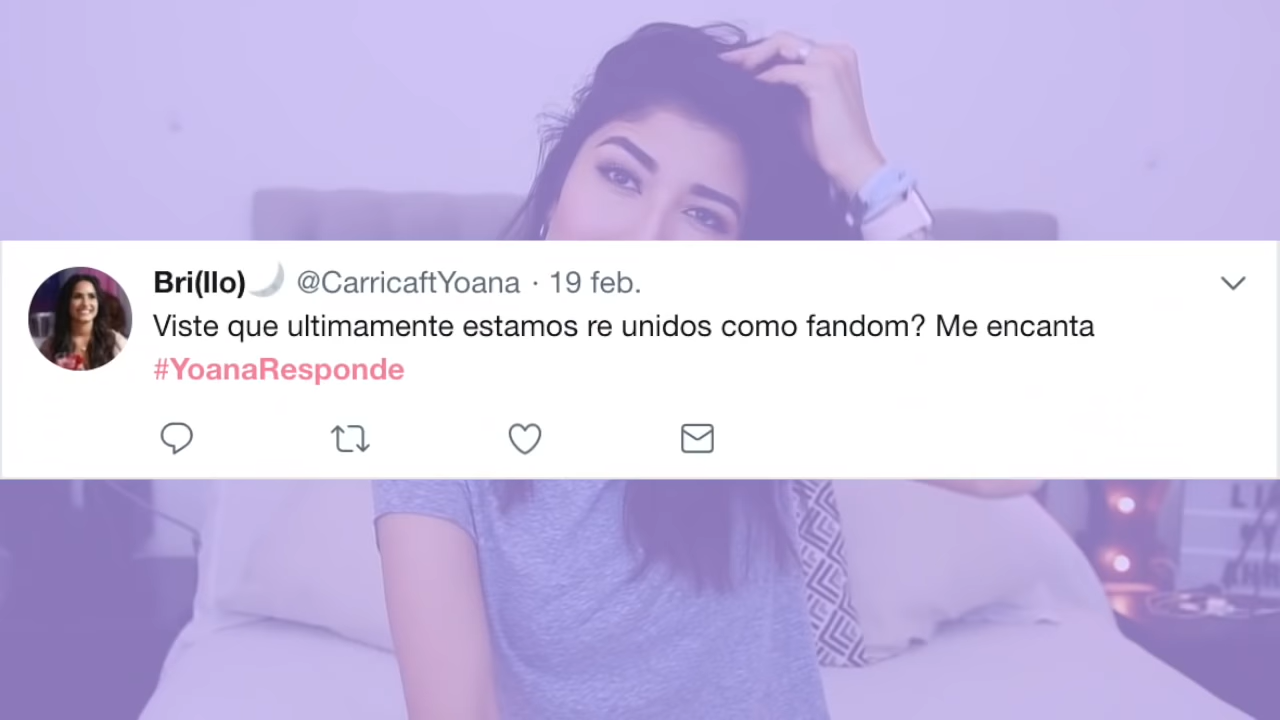 Bri(llo)🌙 @CarricaftYoana · 19 feb.
Viste que ultimamente estamos re unidos como fandom? Me encanta
#YoanaResponde